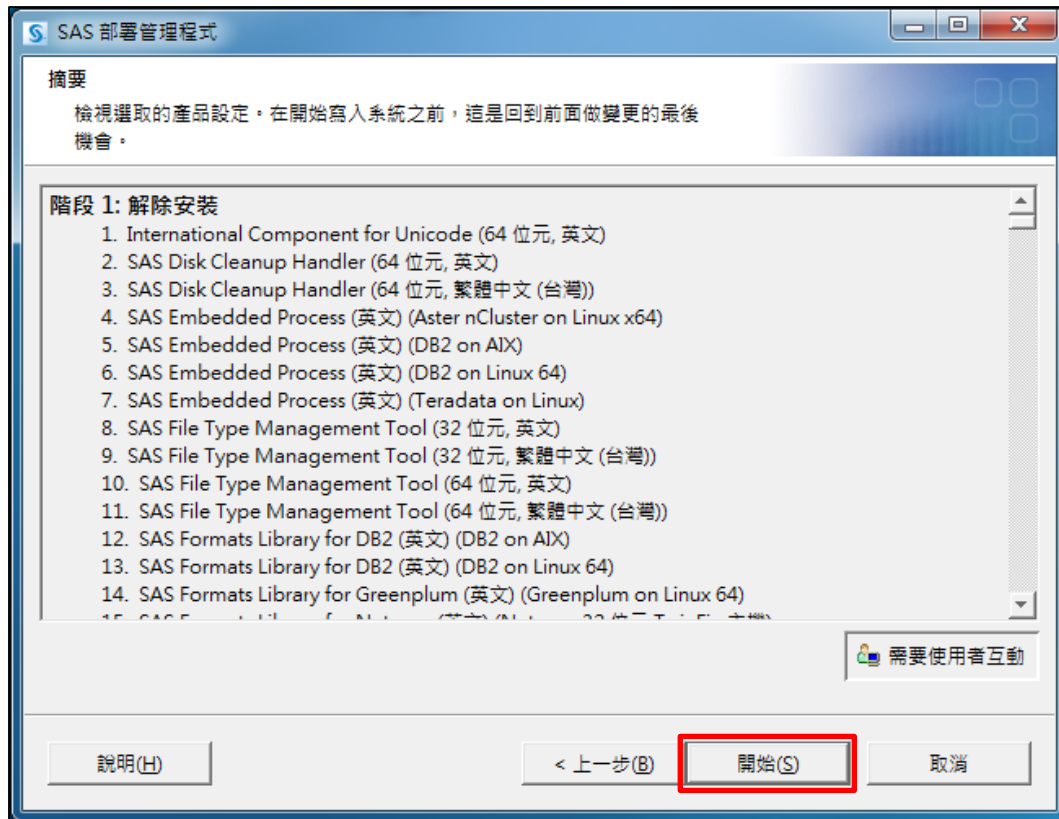 SAS 部署管理程式
摘要
檢視選取的產品設定。在開始寫入系統之前，這是回到前面做變更的最後
機會。
階段 1: 解除安裝
1. International Component for Unicode (64 位元, 英文)
2. SAS Disk Cleanup Handler (64 位元, 英文)
3. SAS Disk Cleanup Handler (64 位元, 繁體中文 (台灣))
4. SAS Embedded Process (英文) (Aster nCluster on Linux x64)
5. SAS Embedded Process (英文) (DB2 on AIX)
6. SAS Embedded Process (英文) (DB2 on Linux 64)
7. SAS Embedded Process (英文) (Teradata on Linux)
8. SAS File Type Management Tool (32 位元, 英文)
9. SAS File Type Management Tool (32 位元, 繁體中文 (台灣))
10. SAS File Type Management Tool (64 位元, 英文)
11. SAS File Type Management Tool (64 位元, 繁體中文 (台灣))
12. SAS Formats Library for DB2 (英文) (DB2 on AIX)
13. SAS Formats Library for DB2 (英文) (DB2 on Linux 64)
14. SAS Formats Library for Greenplum (英文) (Greenplum on Linux 64)
需要使用者互動
說明(H) < 上一步(B) 開始(S) 取消